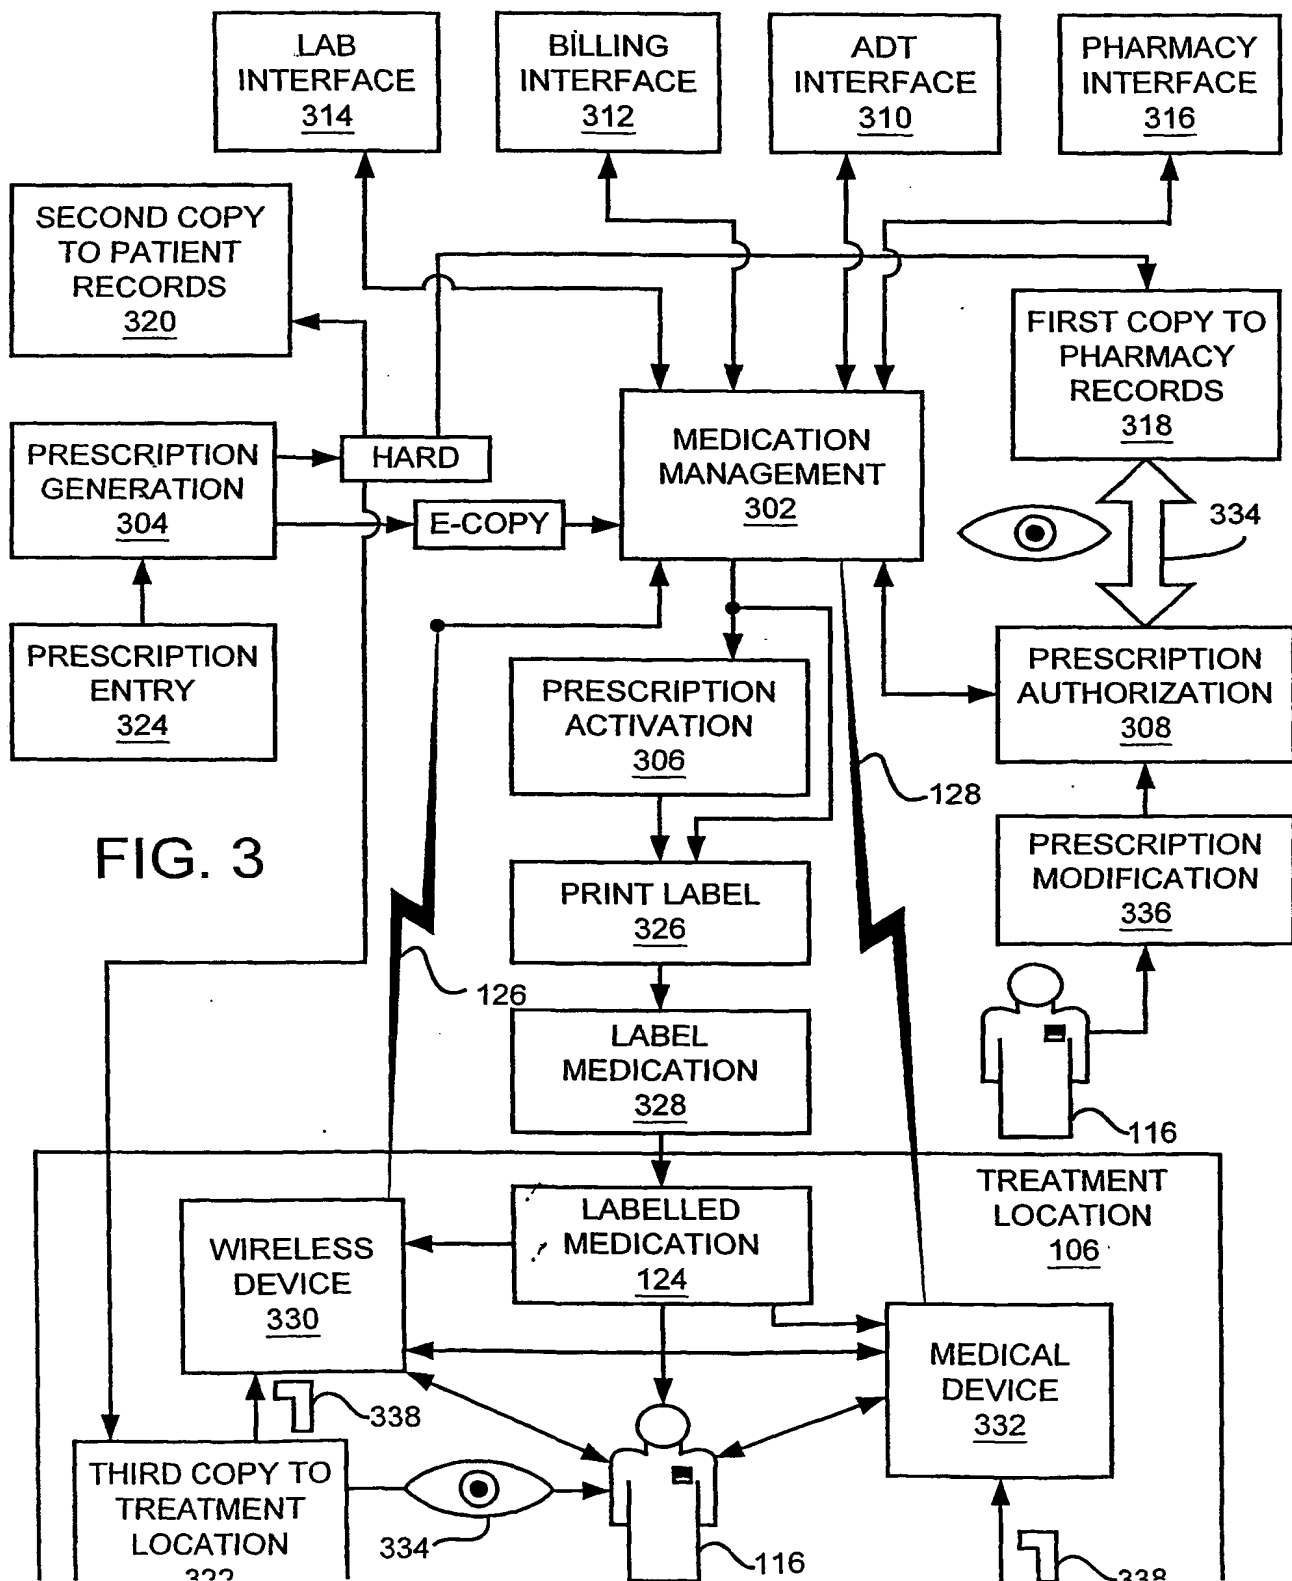 LAB
INTERFACE
314
BILLING
INTERFACE
312
ADT
INTERFACE
310
PHARMACY
INTERFACE
316
SECOND COPY
TO PATIENT
RECORDS
320
FIRST COPY TO
PHARMACY
RECORDS
318
PRESCRIPTION
GENERATION
304
HARD
E-COPY
MEDICATION
MANAGEMENT
302
334
PRESCRIPTION
ENTRY
324
PRESCRIPTION
ACTIVATION
306
PRESCRIPTION
AUTHORIZATION
308
128
FIG. 3
PRINT LABEL
326
PRESCRIPTION
MODIFICATION
336
126
LABEL
MEDICATION
328
116
TREATMENT
LOCATION
106
WIRELESS
DEVICE
330
LABELLED
MEDICATION
124
MEDICAL
DEVICE
332
338
THIRD COPY TO
TREATMENT
LOCATION
322
334
116
338